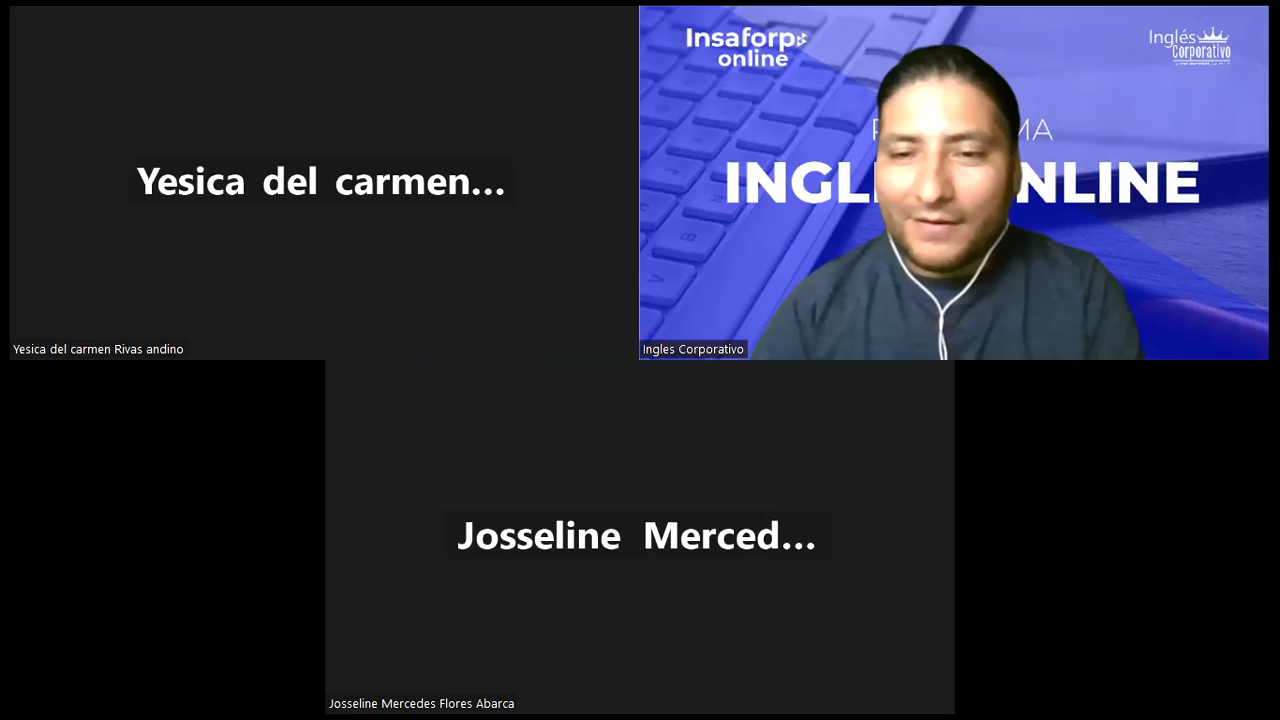 Yesica del carmen...
Yesica del carmen Rivas andino
Insaforp
online
Inglés
Corporativo
MA
INGL NLINE
Ingles Corporativo
Josseline Merced...
Josseline Mercedes Flores Abarca